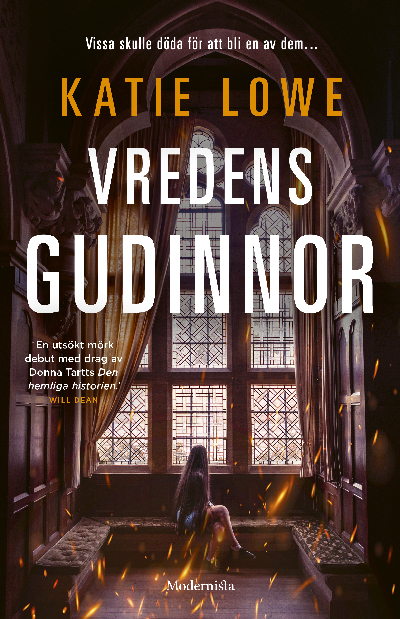 Vissa skulle döda för att bli en av dem...
KATIE LOWE
VREDENS
GUDINNOR
'En utsökt mörk
debut med drag av
Donna Tartts Den
hemliga historien.'
WILL DEAN
Modernista